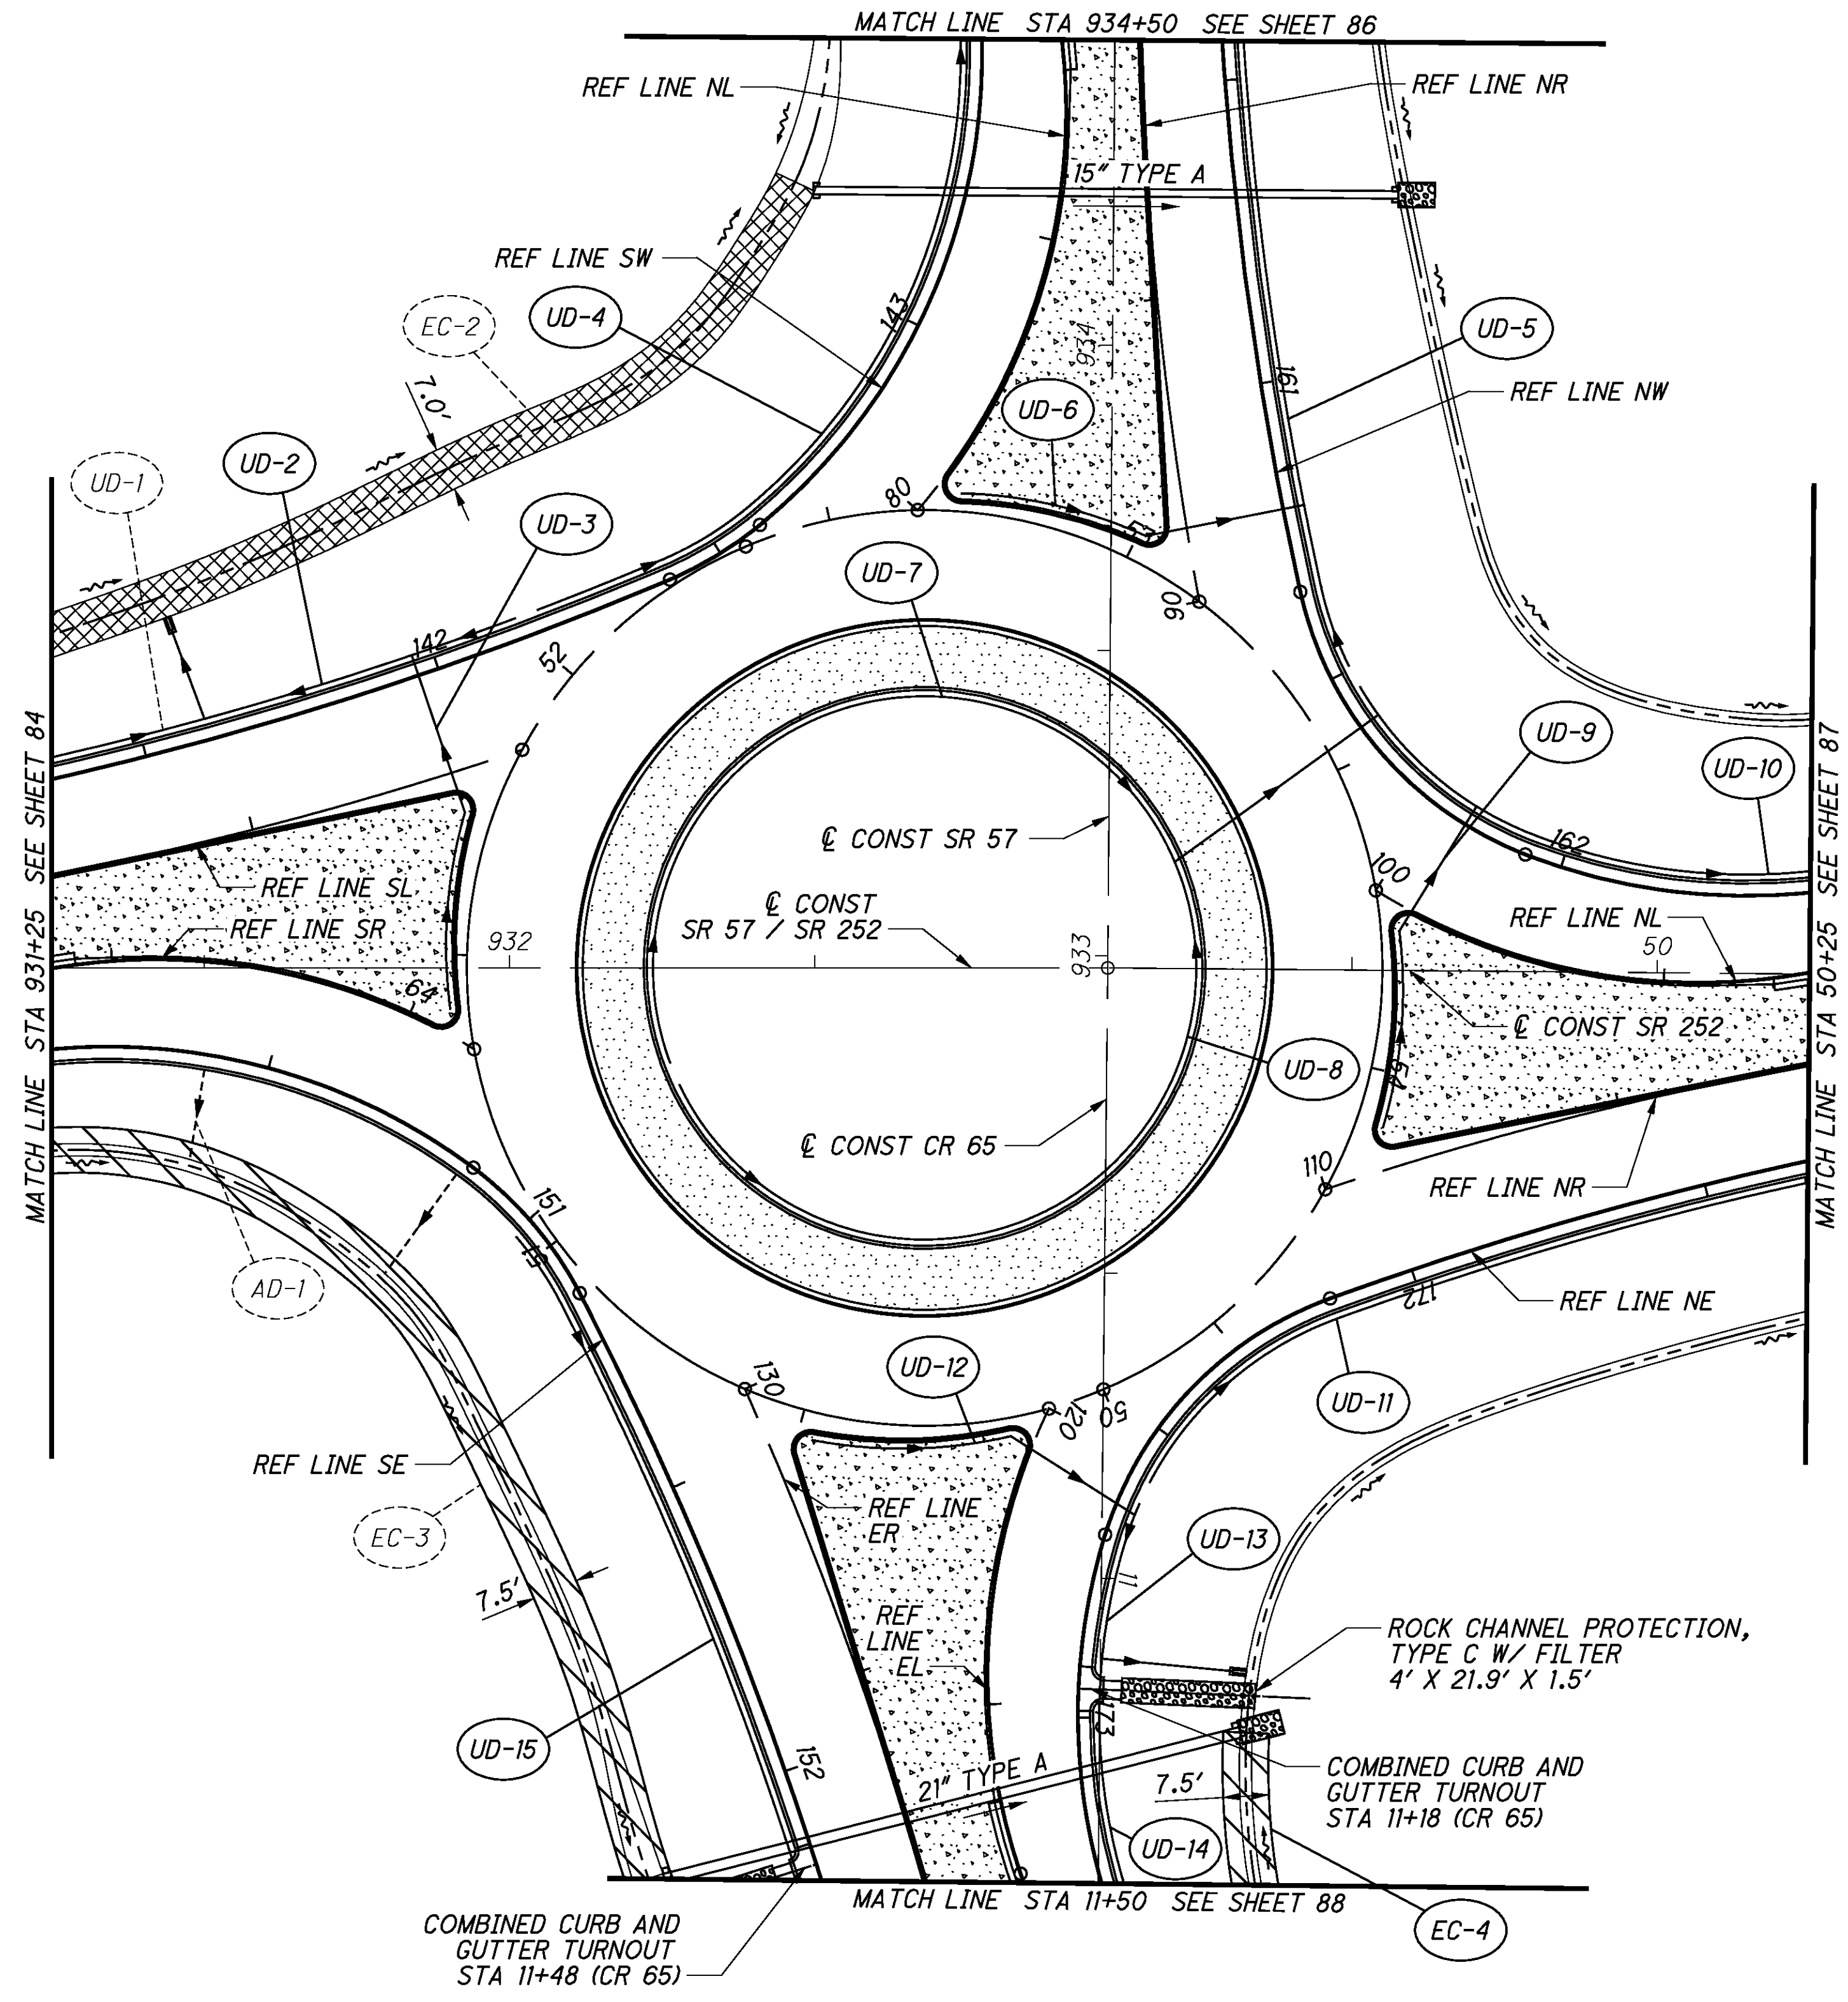 MATCH LINE STA 934+50 SEE SHEET 86
REF LINE NL
REF LINE NR
15" TYPE A
REF LINE SW
EC-2
UD-4
143
934
UD-5
7.0'
161
REF LINE NW
UD-6
UD-1
UD-2
80
UD-3
57
UD-7
90
142
52
MATCH LINE STA 931+25 SEE SHEET 84
MATCH LINE STA 50+25 SEE SHEET 87
UD-9
UD-10
℄ CONST SR 57
162
100
REF LINE SL
℄ CONST
SR 57 / SR 252
REF LINE SR
932
933
REF LINE NL
50
64
℄ CONST SR 252
UD-8
54
℄ CONST CR 65
110
REF LINE NR
151
AD-1
172
REF LINE NE
UD-12
130
120
50
UD-11
REF LINE SE
REF LINE
ER
EC-3
UD-13
7.5'
11
REF
LINE
EL
ROCK CHANNEL PROTECTION,
TYPE C W/ FILTER
4' X 21.9' X 1.5'
173
UD-15
152
21" TYPE A
7.5'
COMBINED CURB AND
GUTTER TURNOUT
STA 11+18 (CR 65)
UD-14
MATCH LINE STA 11+50 SEE SHEET 88
COMBINED CURB AND
GUTTER TURNOUT
STA 11+48 (CR 65)
EC-4